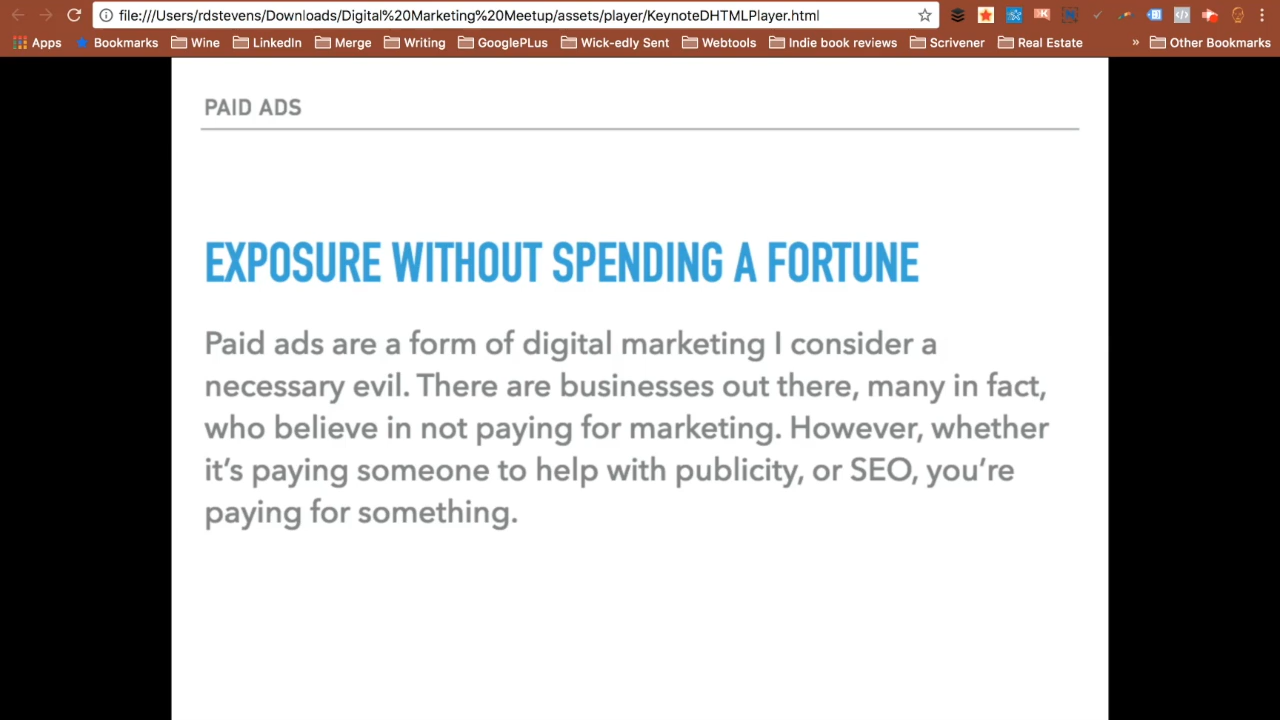 file:///Users/rdstevens/Downloads/Digital%20Marketing%20Meetup/assets/player/KeynoteDHTMLPlayer.html
Apps Bookmarks Wine LinkedIn Merge Writing GooglePLus Wick-edly Sent Webtools Indie book reviews Scrivener Real Estate » Other Bookmarks
PAID ADS
EXPOSURE WITHOUT SPENDING A FORTUNE
Paid ads are a form of digital marketing I consider a
necessary evil. There are businesses out there, many in fact,
who believe in not paying for marketing. However, whether
it's paying someone to help with publicity, or SEO, you're
paying for something.